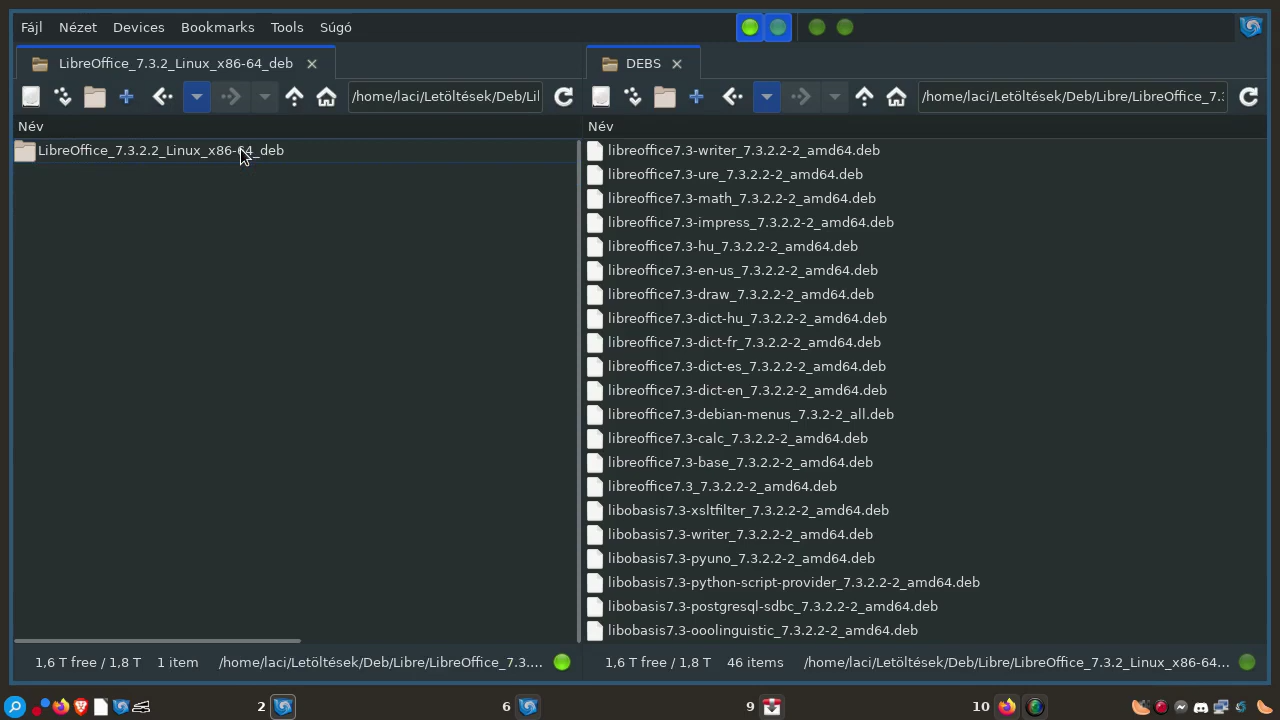 Fájl Nézet Devices Bookmarks Tools Súgó
LibreOffice_7.3.2_Linux_x86-64_deb
/home/laci/Letöltések/Deb/Lil
Név
LibreOffice_7.3.2.2_Linux_x86-64_deb
1,6 T free / 1,8 T 1 item /home/laci/Letöltések/Deb/Libre/LibreOffice_7.3....
DEBS
/home/laci/Letöltések/Deb/Libre/LibreOffice_7.3
Név
libreoffice7.3-writer_7.3.2.2-2_amd64.deb
libreoffice7.3-ure_7.3.2.2-2_amd64.deb
libreoffice7.3-math_7.3.2.2-2_amd64.deb
libreoffice7.3-impress_7.3.2.2-2_amd64.deb
libreoffice7.3-hu_7.3.2.2-2_amd64.deb
libreoffice7.3-en-us_7.3.2.2-2_amd64.deb
libreoffice7.3-draw_7.3.2.2-2_amd64.deb
libreoffice7.3-dict-hu_7.3.2.2-2_amd64.deb
libreoffice7.3-dict-fr_7.3.2.2-2_amd64.deb
libreoffice7.3-dict-es_7.3.2.2-2_amd64.deb
libreoffice7.3-dict-en_7.3.2.2-2_amd64.deb
libreoffice7.3-debian-menus_7.3.2-2_all.deb
libreoffice7.3-calc_7.3.2.2-2_amd64.deb
libreoffice7.3-base_7.3.2.2-2_amd64.deb
libreoffice7.3_7.3.2.2-2_amd64.deb
libobasis7.3-xsltfilter_7.3.2.2-2_amd64.deb
libobasis7.3-writer_7.3.2.2-2_amd64.deb
libobasis7.3-pyuno_7.3.2.2-2_amd64.deb
libobasis7.3-python-script-provider_7.3.2.2-2_amd64.deb
libobasis7.3-postgresql-sdbc_7.3.2.2-2_amd64.deb
libobasis7.3-ooolinguistic_7.3.2.2-2_amd64.deb
1,6 T free / 1,8 T 46 items /home/laci/Letöltések/Deb/Libre/LibreOffice_7.3.2_Linux_x86-64...
2 6 9 10